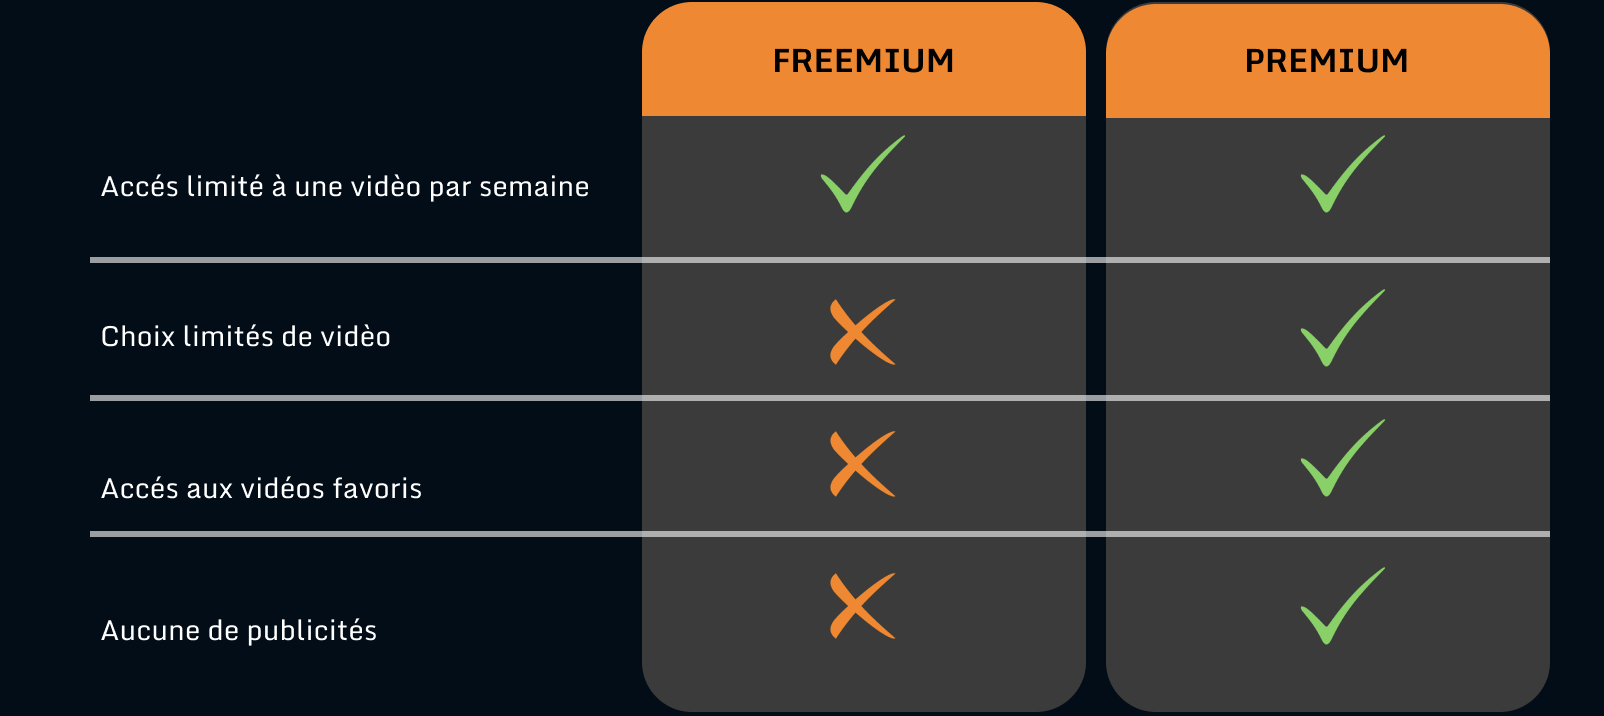 FREEMIUM
PREMIUM
Accés limité à une vidèo par semaine
Choix limités de vidèo
Accés aux vidéos favoris
Aucune de publicités